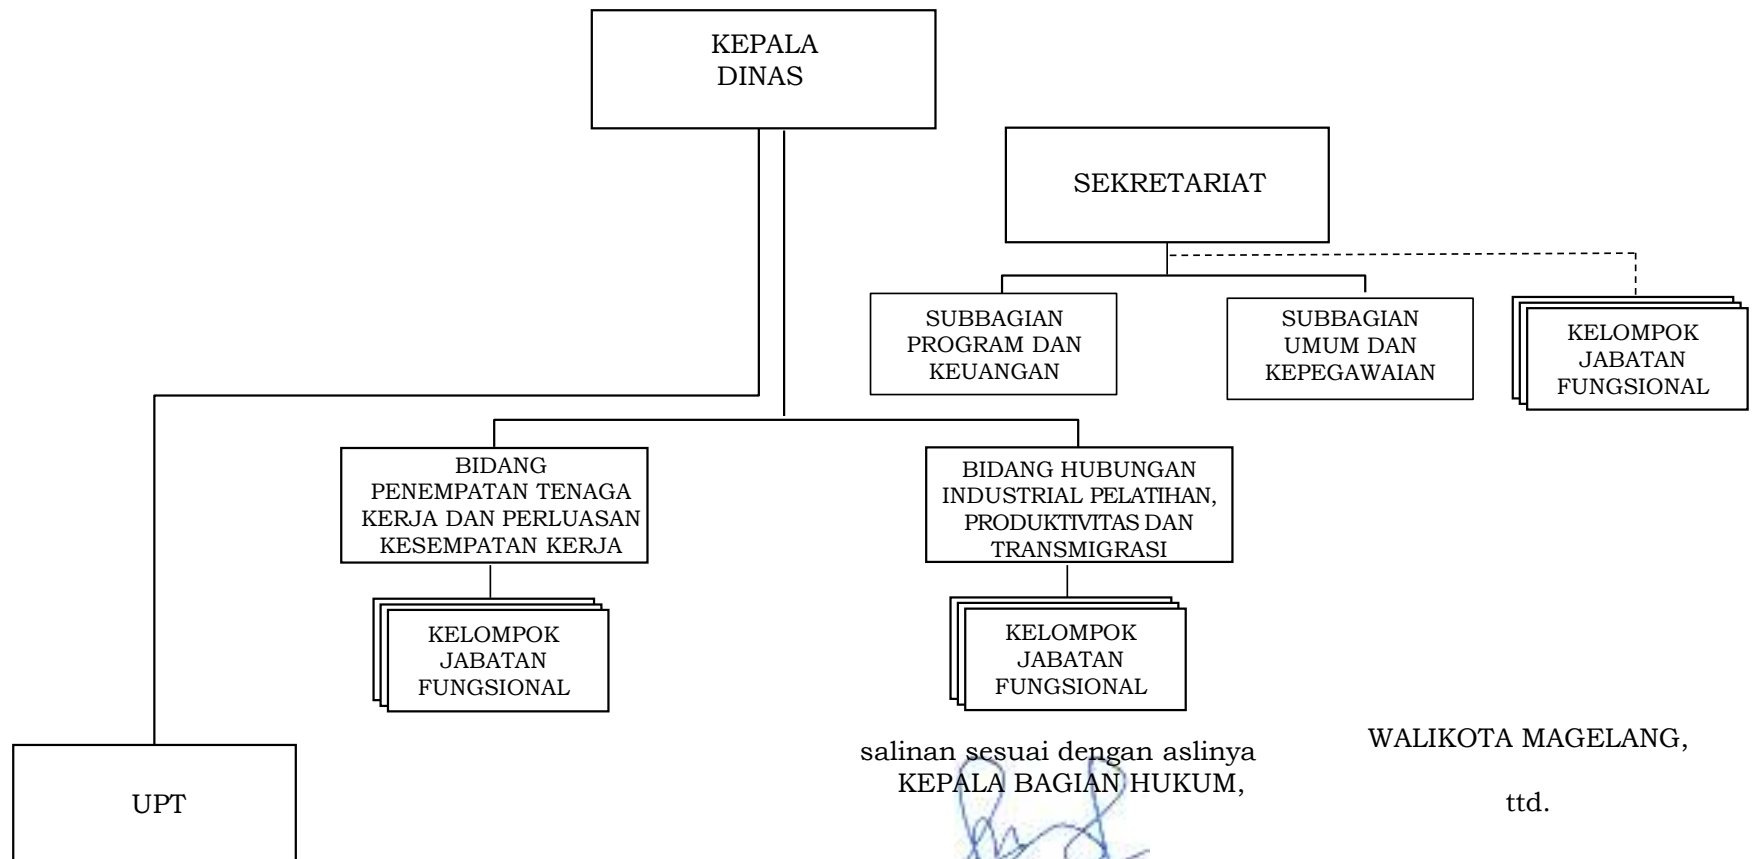 KEPALA
DINAS
SEKRETARIAT
SUBBAGIAN
PROGRAM DAN
KEUANGAN
SUBBAGIAN
UMUM DAN
KEPEGAWAIAN
KELOMPOK
JABATAN
FUNGSIONAL
BIDANG
PENEMPATAN TENAGA
KERJA DAN PERLUASAN
KESEMPATAN KERJA
BIDANG HUBUNGAN
INDUSTRIAL PELATIHAN,
PRODUKTIVITAS DAN
TRANSMIGRASI
KELOMPOK
JABATAN
FUNGSIONAL
KELOMPOK
JABATAN
FUNGSIONAL
UPT
salinan sesuai dengan aslinya
KEPALA BAGIAN HUKUM,
WALIKOTA MAGELANG,
ttd.